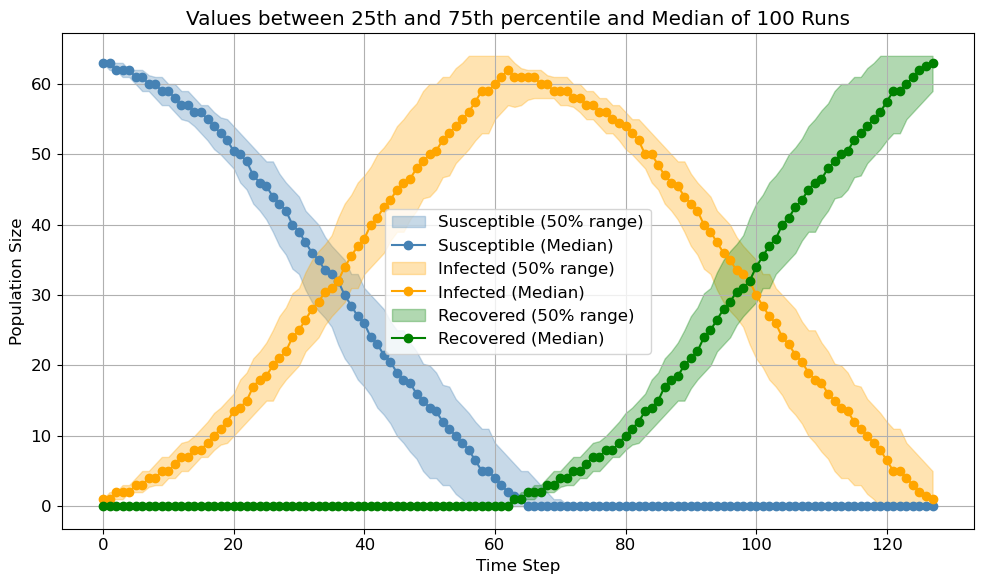 Values between 25th and 75th percentile and Median of 100 Runs
Population Size
60
50
40
30
20
10
0
Susceptible (50% range)
Susceptible (Median)
Infected (50% range)
Infected (Median)
Recovered (50% range)
Recovered (Median)
0 20 40 60 80 100 120
Time Step